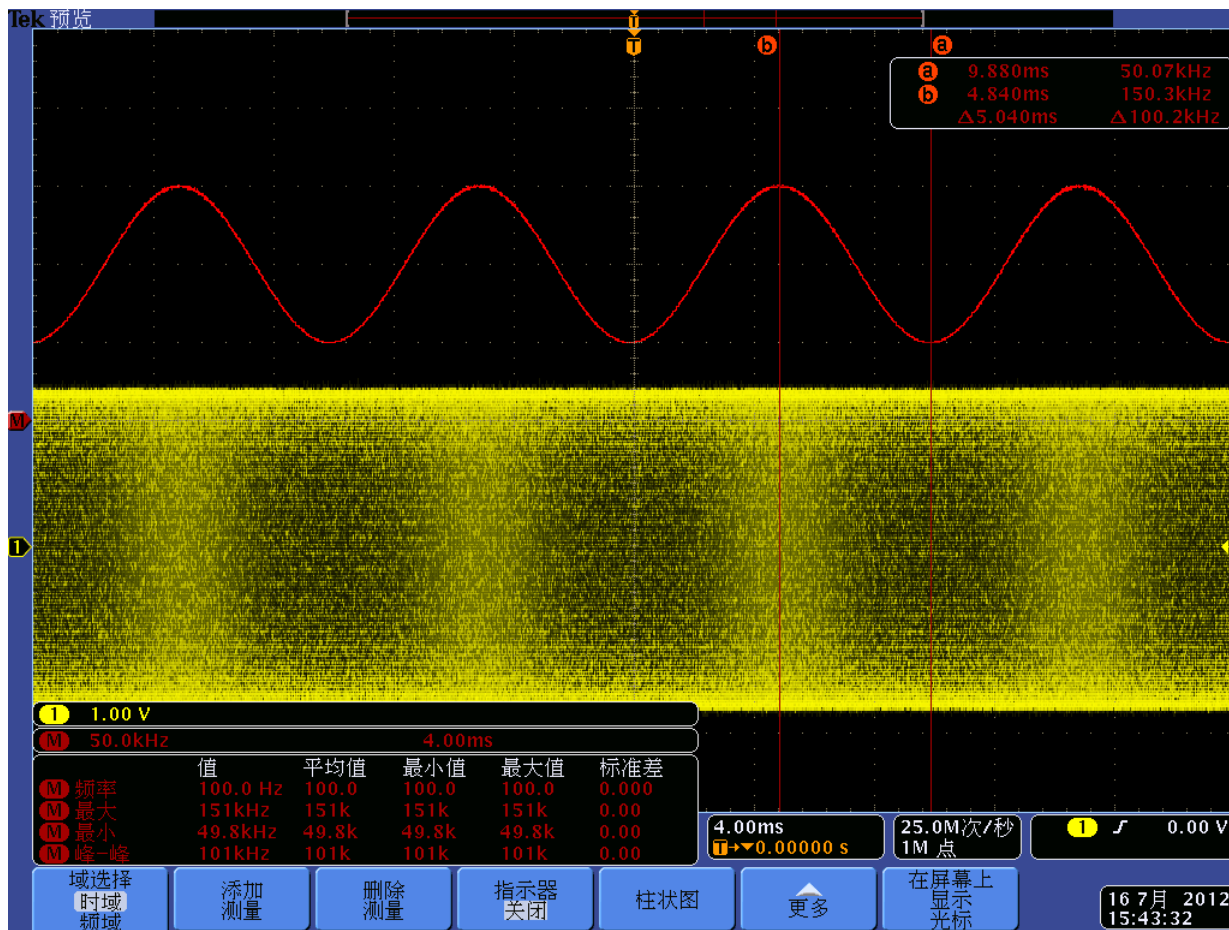 Tek 预览
T
T
b
a
a 9.880ms 50.07kHz
b 4.840ms 150.3kHz
Δ5.040ms Δ100.2kHz
M
1
1 1.00 V
M 50.0kHz 4.00ms
值 平均值 最小值 最大值 标准差
M 频率 100.0 Hz 100.0 100.0 100.0 0.000
M 最大 151kHz 151k 151k 151k 0.00
M 最小 49.8kHz 49.8k 49.8k 49.8k 0.00
M 峰-峰 101kHz 101k 101k 101k 0.00
4.00ms
T→▼0.00000 s
25.0M次/秒
1M 点
1 ƒ 0.00 V
域选择
时域
频域
添加
测量
删除
测量
指示器
关闭
柱状图
更多
在屏幕上
显示
光标
16 7月 2012
15:43:32